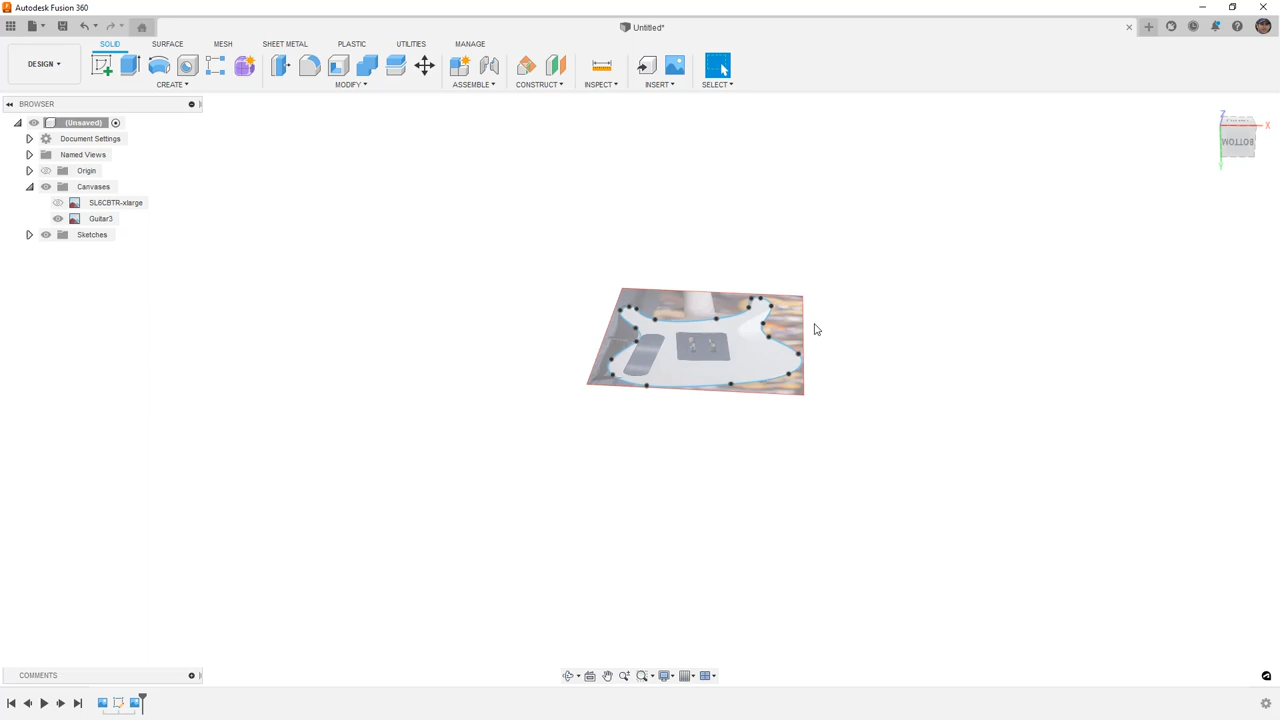 Autodesk Fusion 360
Untitled*
DESIGN
SOLID
SURFACE
MESH
SHEET METAL
PLASTIC
UTILITIES
MANAGE
CREATE
MODIFY
ASSEMBLE
CONSTRUCT
INSPECT
INSERT
SELECT
BROWSER
(Unsaved)
Document Settings
Named Views
Origin
Canvases
SL6CBTR-xlarge
Guitar3
Sketches
Z
X
BOTTOM
Y
COMMENTS